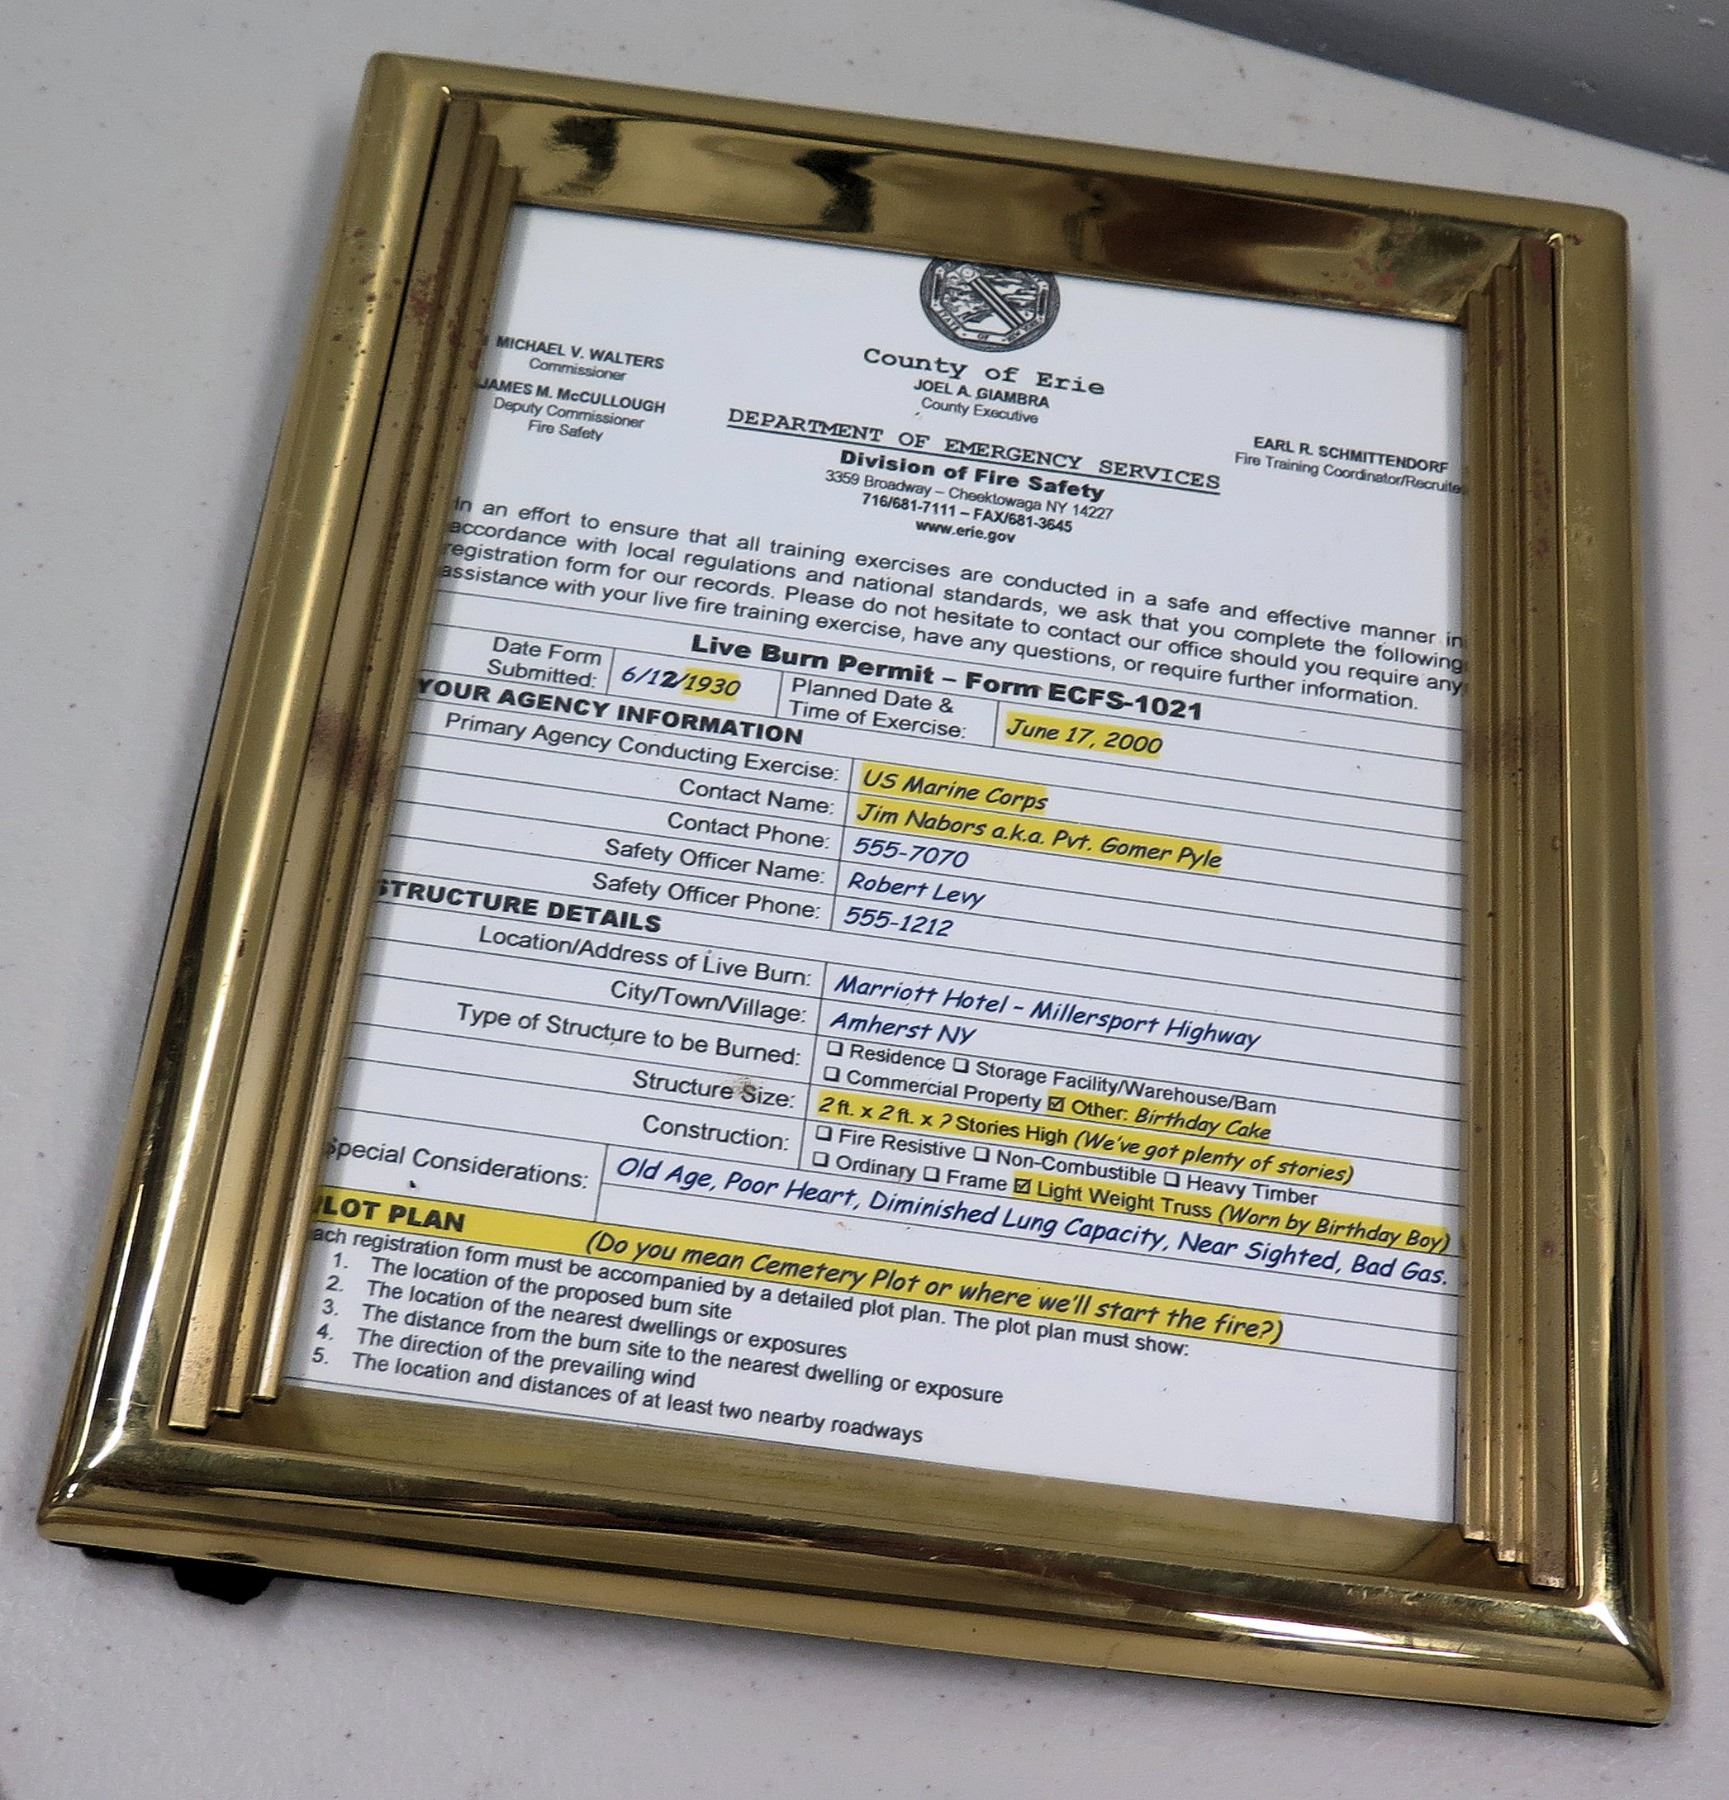 STATE OF NEW YORK
County of Erie
JOEL A. GIAMBRA
County Executive
MICHAEL V. WALTERS
Commissioner
JAMES M. McCULLOUGH
Deputy Commissioner
Fire Safety
DEPARTMENT OF EMERGENCY SERVICES
Division of Fire Safety
3359 Broadway – Cheektowaga NY 14227
716/681-7111 – FAX/681-3645
www.erie.gov
EARL R. SCHMITTENDORF
Fire Training Coordinator/Recruite
In an effort to ensure that all training exercises are conducted in a safe and effective manner in
accordance with local regulations and national standards, we ask that you complete the following
registration form for our records. Please do not hesitate to contact our office should you require any
assistance with your live fire training exercise, have any questions, or require further information.
Live Burn Permit – Form ECFS-1021
Date Form Submitted: 6/12/1930 Planned Date & Time of Exercise: June 17, 2000
YOUR AGENCY INFORMATION
Primary Agency Conducting Exercise: US Marine Corps
Contact Name: Jim Nabors a.k.a. Pvt. Gomer Pyle
Contact Phone: 555-7070
Safety Officer Name: Robert Levy
Safety Officer Phone: 555-1212
STRUCTURE DETAILS
Location/Address of Live Burn: Marriott Hotel - Millersport Highway
City/Town/Village: Amherst NY
Type of Structure to be Burned: ❑ Residence ❑ Storage Facility/Warehouse/Barn
❑ Commercial Property ☑ Other: Birthday Cake
Structure Size: 2 ft. x 2 ft. x ? Stories High (We've got plenty of stories)
Construction: ❑ Fire Resistive ❑ Non-Combustible ❑ Heavy Timber
❑ Ordinary ❑ Frame ☑ Light Weight Truss (Worn by Birthday Boy)
Special Considerations: Old Age, Poor Heart, Diminished Lung Capacity, Near Sighted, Bad Gas.
PLOT PLAN (Do you mean Cemetery Plot or where we'll start the fire?)
ach registration form must be accompanied by a detailed plot plan. The plot plan must show:
1. The location of the proposed burn site
2. The location of the nearest dwellings or exposures
3. The distance from the burn site to the nearest dwelling or exposure
4. The direction of the prevailing wind
5. The location and distances of at least two nearby roadways